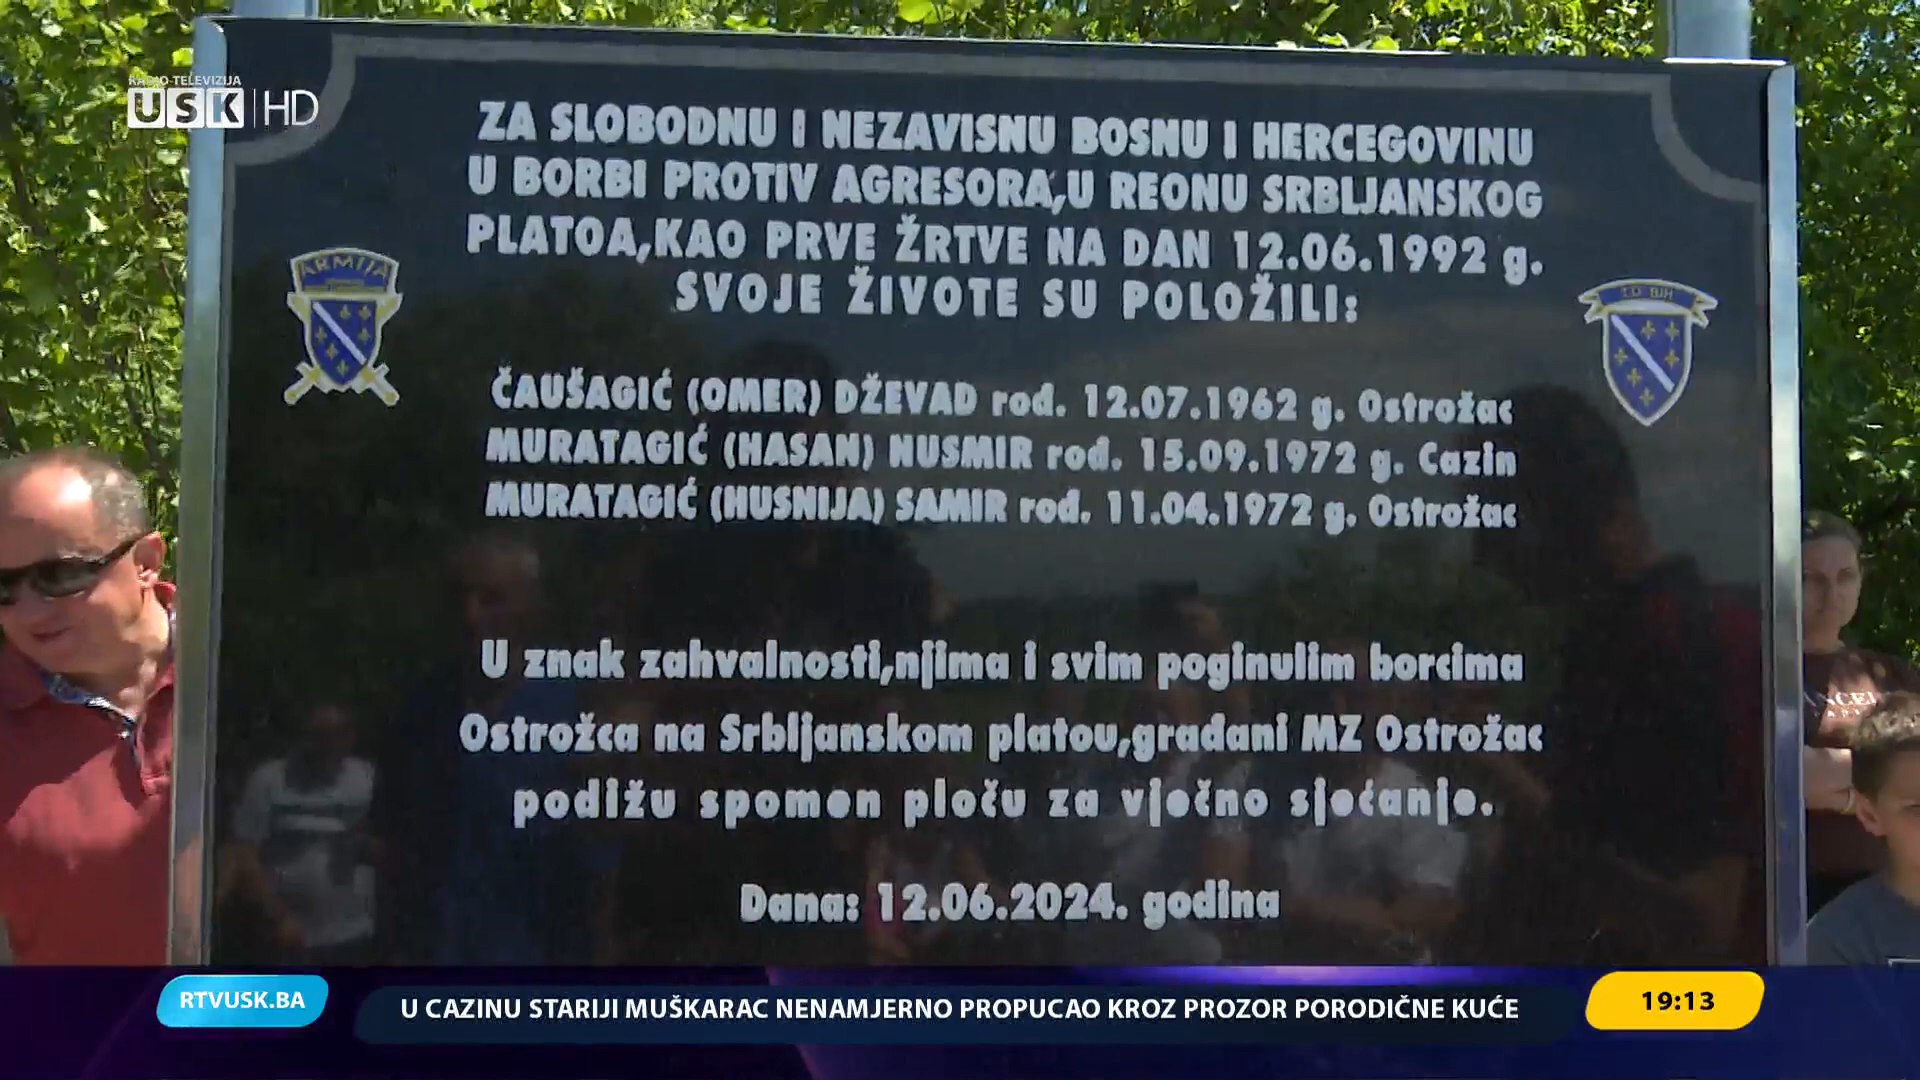 RADIO-TELEVIZIJA
USK HD
ZA SLOBODNU I NEZAVISNU BOSNU I HERCEGOVINU
U BORBI PROTIV AGRESORA,U REONU SRBLJANSKOG
PLATOA,KAO PRVE ŽRTVE NA DAN 12.06.1992 g.
SVOJE ŽIVOTE SU POLOŽILI:
ARMIJA
T.O BIH
ČAUŠAGIĆ (OMER) DŽEVAD rod. 12.07.1962 g. Ostrožac
MURATAGIĆ (HASAN) NUSMIR rod. 15.09.1972 g. Cazin
MURATAGIĆ (HUSNIJA) SAMIR rod. 11.04.1972 g. Ostrožac
U znak zahvalnosti,njima i svim poginulim borcima
Ostrožca na Srbljanskom platou,građani MZ Ostrožac
podižu spomen ploču za vječno sjećanje.
Dana: 12.06.2024. godina
RTVUSK.BA
U CAZINU STARIJI MUŠKARAC NENAMJERNO PROPUCAO KROZ PROZOR PORODIČNE KUĆE
19:13